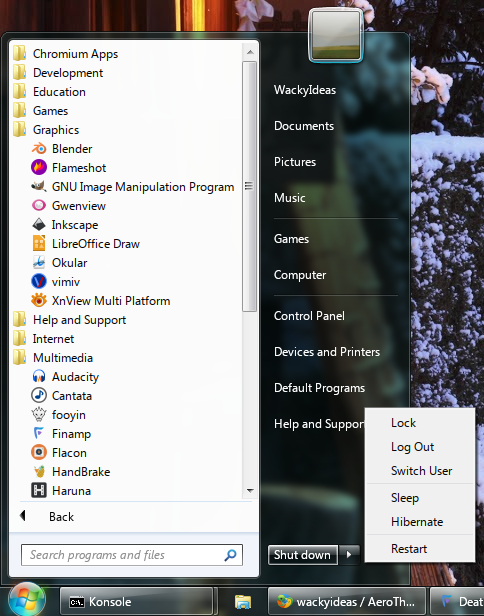 Chromium Apps
Development
Education
Games
Graphics
Blender
Flameshot
GNU Image Manipulation Program
Gwenview
Inkscape
LibreOffice Draw
Okular
vimiv
XnView Multi Platform
Help and Support
Internet
Multimedia
Audacity
Cantata
fooyin
Finamp
Flacon
HandBrake
Haruna
Back
Search programs and files
WackyIdeas
Documents
Pictures
Music
Games
Computer
Control Panel
Devices and Printers
Default Programs
Help and Support
Shut down
Lock
Log Out
Switch User
Sleep
Hibernate
Restart
Konsole
wackyideas / AeroTh...
Deat